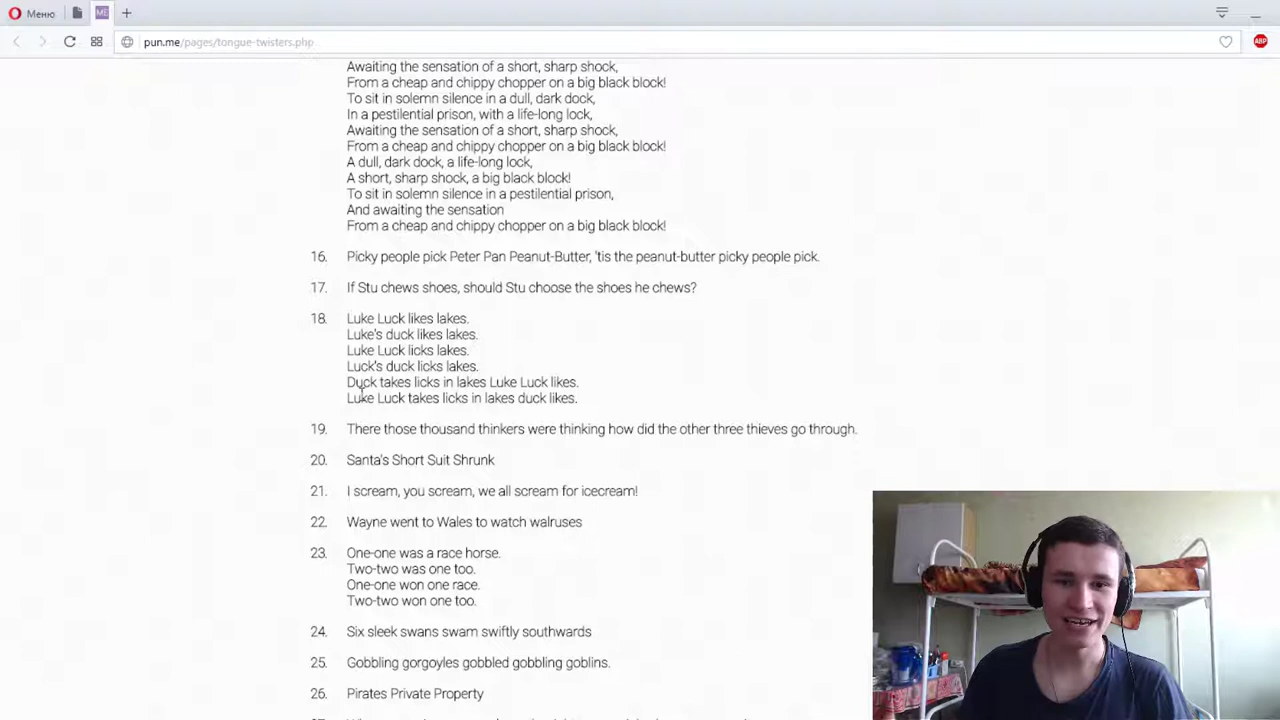 Меню
ME
pun.me/pages/tongue-twisters.php
ABP
Awaiting the sensation of a short, sharp shock,
From a cheap and chippy chopper on a big black block!
To sit in solemn silence in a dull, dark dock,
In a pestilential prison, with a life-long lock,
Awaiting the sensation of a short, sharp shock,
From a cheap and chippy chopper on a big black block!
A dull, dark dock, a life-long lock,
A short, sharp shock, a big black block!
To sit in solemn silence in a pestilential prison,
And awaiting the sensation
From a cheap and chippy chopper on a big black block!
16. Picky people pick Peter Pan Peanut-Butter, 'tis the peanut-butter picky people pick.
17. If Stu chews shoes, should Stu choose the shoes he chews?
18. Luke Luck likes lakes.
Luke's duck likes lakes.
Luke Luck licks lakes.
Luck's duck licks lakes.
Duck takes licks in lakes Luke Luck likes.
Luke Luck takes licks in lakes duck likes.
19. There those thousand thinkers were thinking how did the other three thieves go through.
20. Santa's Short Suit Shrunk
21. I scream, you scream, we all scream for icecream!
22. Wayne went to Wales to watch walruses
23. One-one was a race horse.
Two-two was one too.
One-one won one race.
Two-two won one too.
24. Six sleek swans swam swiftly southwards
25. Gobbling gorgoyles gobbled gobbling goblins.
26. Pirates Private Property